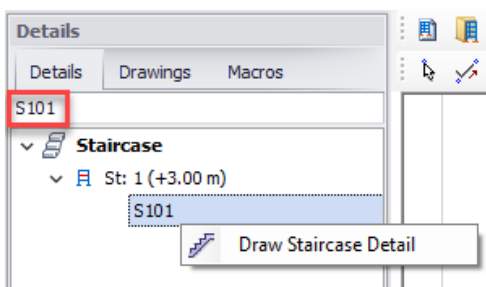 Details
Details Drawings Macros
S101
Staircase
St: 1 (+3.00 m)
S101
Draw Staircase Detail